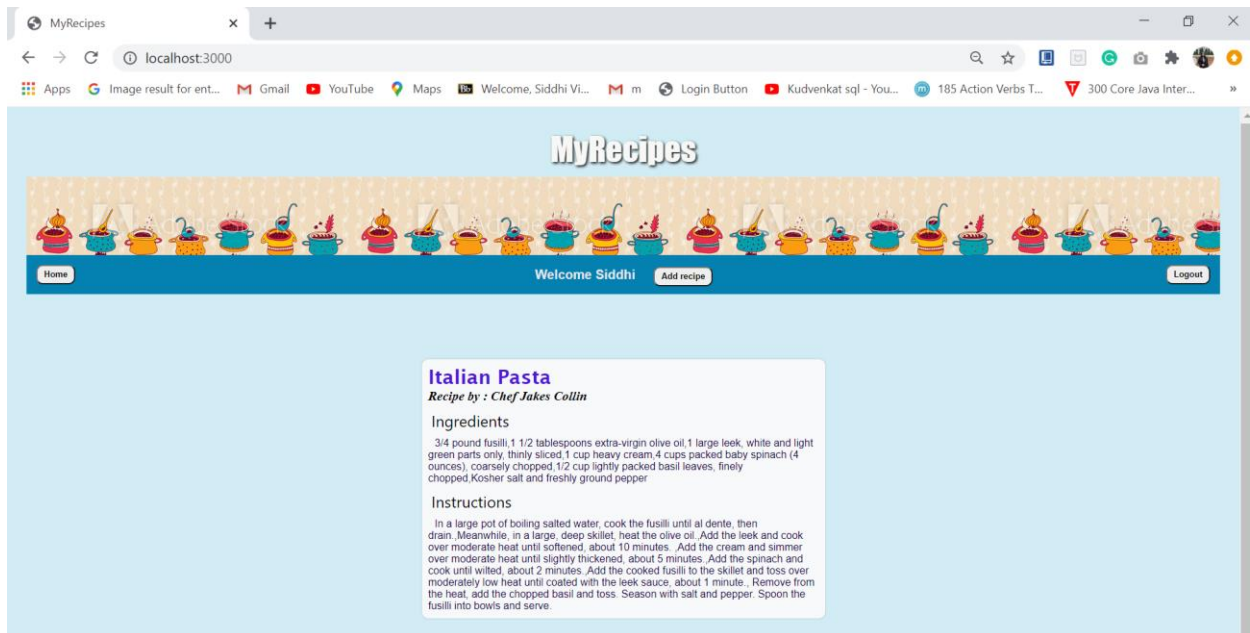 MyRecipes
localhost:3000
Apps
Image result for ent...
Gmail
YouTube
Maps
Welcome, Siddhi Vi...
m
Login Button
Kudvenkat sql - You...
185 Action Verbs T...
300 Core Java Inter...
MyRecipes
Home
Welcome Siddhi
Add recipe
Logout
Italian Pasta
Recipe by : Chef Jakes Collin
Ingredients
3/4 pound fusilli,1 1/2 tablespoons extra-virgin olive oil,1 large leek, white and light
green parts only, thinly sliced,1 cup heavy cream,4 cups packed baby spinach (4
ounces), coarsely chopped,1/2 cup lightly packed basil leaves, finely
chopped,Kosher salt and freshly ground pepper
Instructions
In a large pot of boiling salted water, cook the fusilli until al dente, then
drain.,Meanwhile, in a large, deep skillet, heat the olive oil.,Add the leek and cook
over moderate heat until softened, about 10 minutes. ,Add the cream and simmer
over moderate heat until slightly thickened, about 5 minutes.,Add the spinach and
cook until wilted, about 2 minutes.,Add the cooked fusilli to the skillet and toss over
moderately low heat until coated with the leek sauce, about 1 minute., Remove from
the heat, add the chopped basil and toss. Season with salt and pepper. Spoon the
fusilli into bowls and serve.